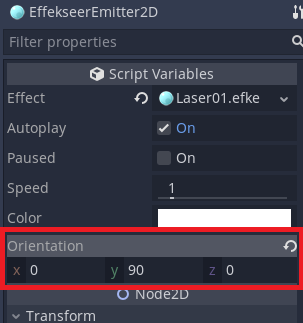 EffekseerEmitter2D
Filter properties
Script Variables
Effect Laser01.efke
Autoplay On
Paused On
Speed 1
Color
Orientation
x 0 y 90 z 0
Node2D
Transform